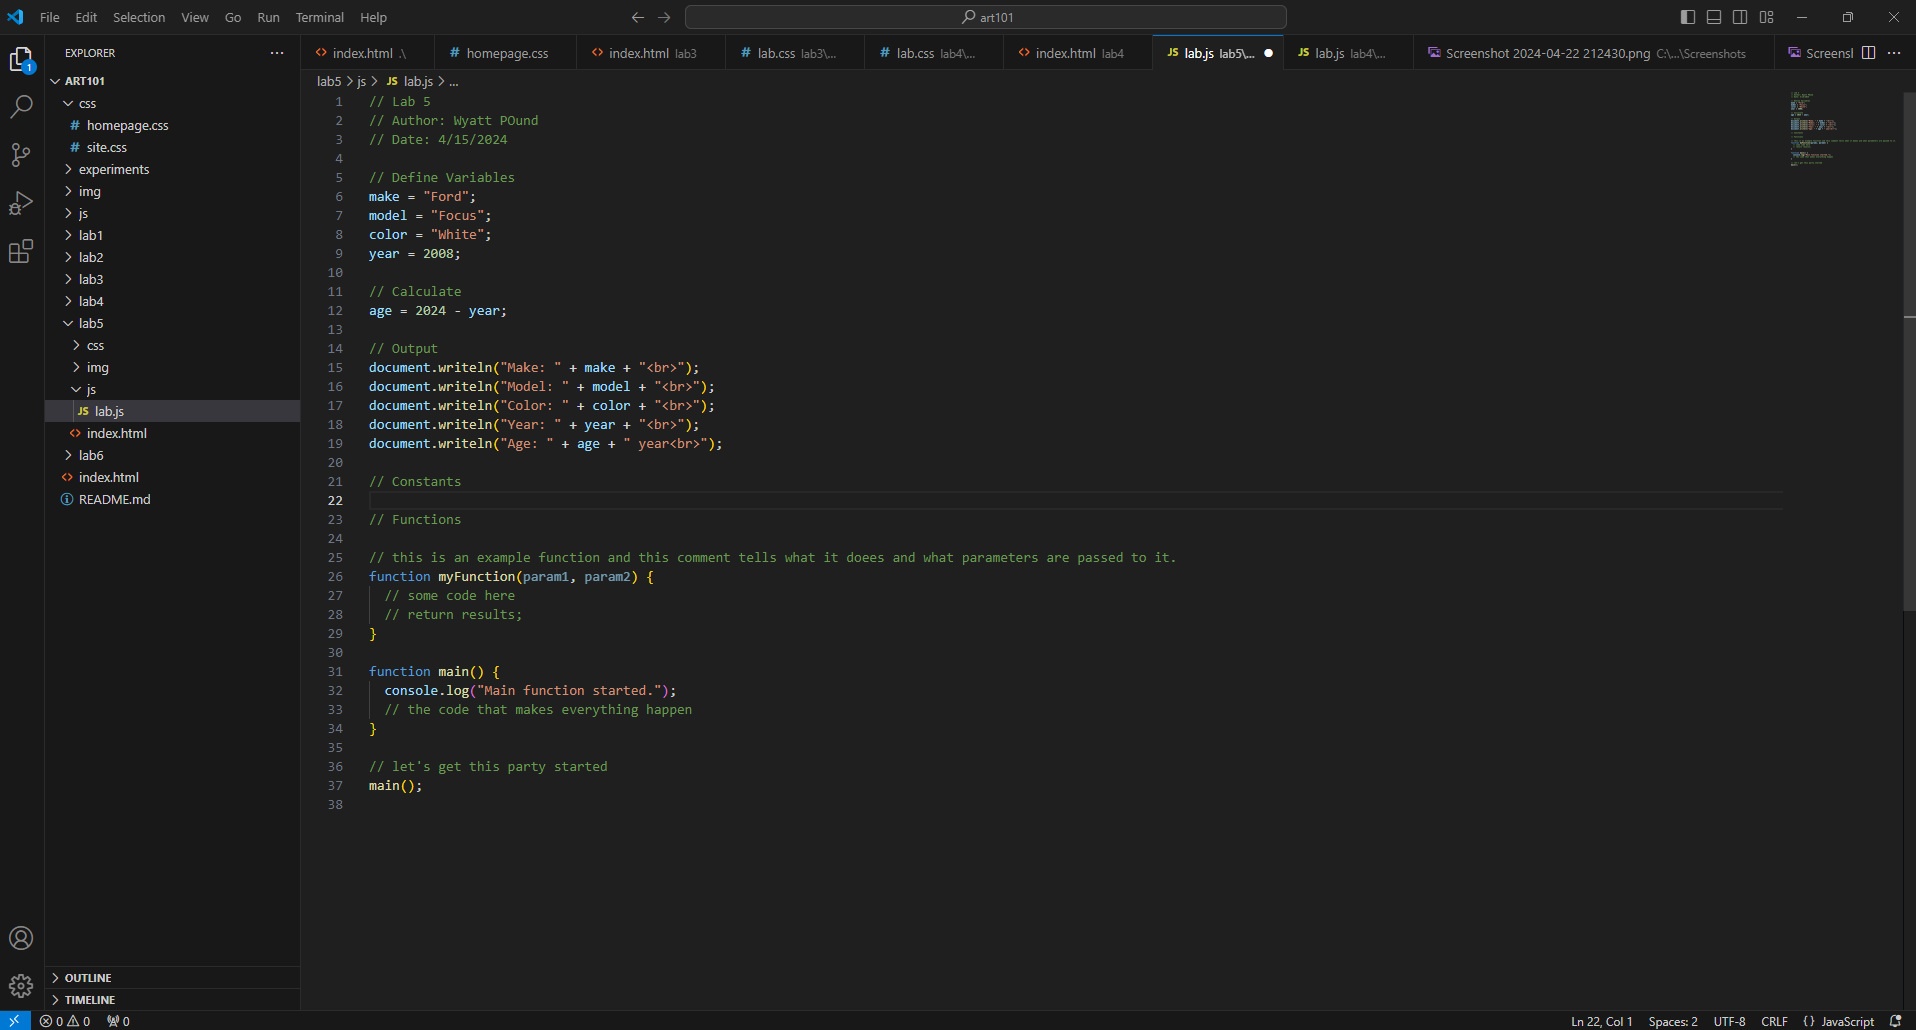 File Edit Selection View Go Run Terminal Help art101
EXPLORER
1
ART101
css
# homepage.css
# site.css
experiments
img
js
lab1
lab2
lab3
lab4
lab5
css
img
js
JS lab.js
<> index.html
lab6
<> index.html
README.md
OUTLINE
TIMELINE
<> index.html .\ # homepage.css <> index.html lab3 # lab.css lab3\... # lab.css lab4\... <> index.html lab4 JS lab.js lab5\... JS lab.js lab4\... Screenshot 2024-04-22 212430.png C:\...\Screenshots Screensl
lab5 > js > JS lab.js > ...
1 // Lab 5
2 // Author: Wyatt POund
3 // Date: 4/15/2024
4
5 // Define Variables
6 make = "Ford";
7 model = "Focus";
8 color = "White";
9 year = 2008;
10
11 // Calculate
12 age = 2024 - year;
13
14 // Output
15 document.writeln("Make: " + make + "<br>");
16 document.writeln("Model: " + model + "<br>");
17 document.writeln("Color: " + color + "<br>");
18 document.writeln("Year: " + year + "<br>");
19 document.writeln("Age: " + age + " year<br>");
20
21 // Constants
22
23 // Functions
24
25 // this is an example function and this comment tells what it doees and what parameters are passed to it.
26 function myFunction(param1, param2) {
27 // some code here
28 // return results;
29 }
30
31 function main() {
32 console.log("Main function started.");
33 // the code that makes everything happen
34 }
35
36 // let's get this party started
37 main();
38
0 0 0 Ln 22, Col 1 Spaces: 2 UTF-8 CRLF {} JavaScript